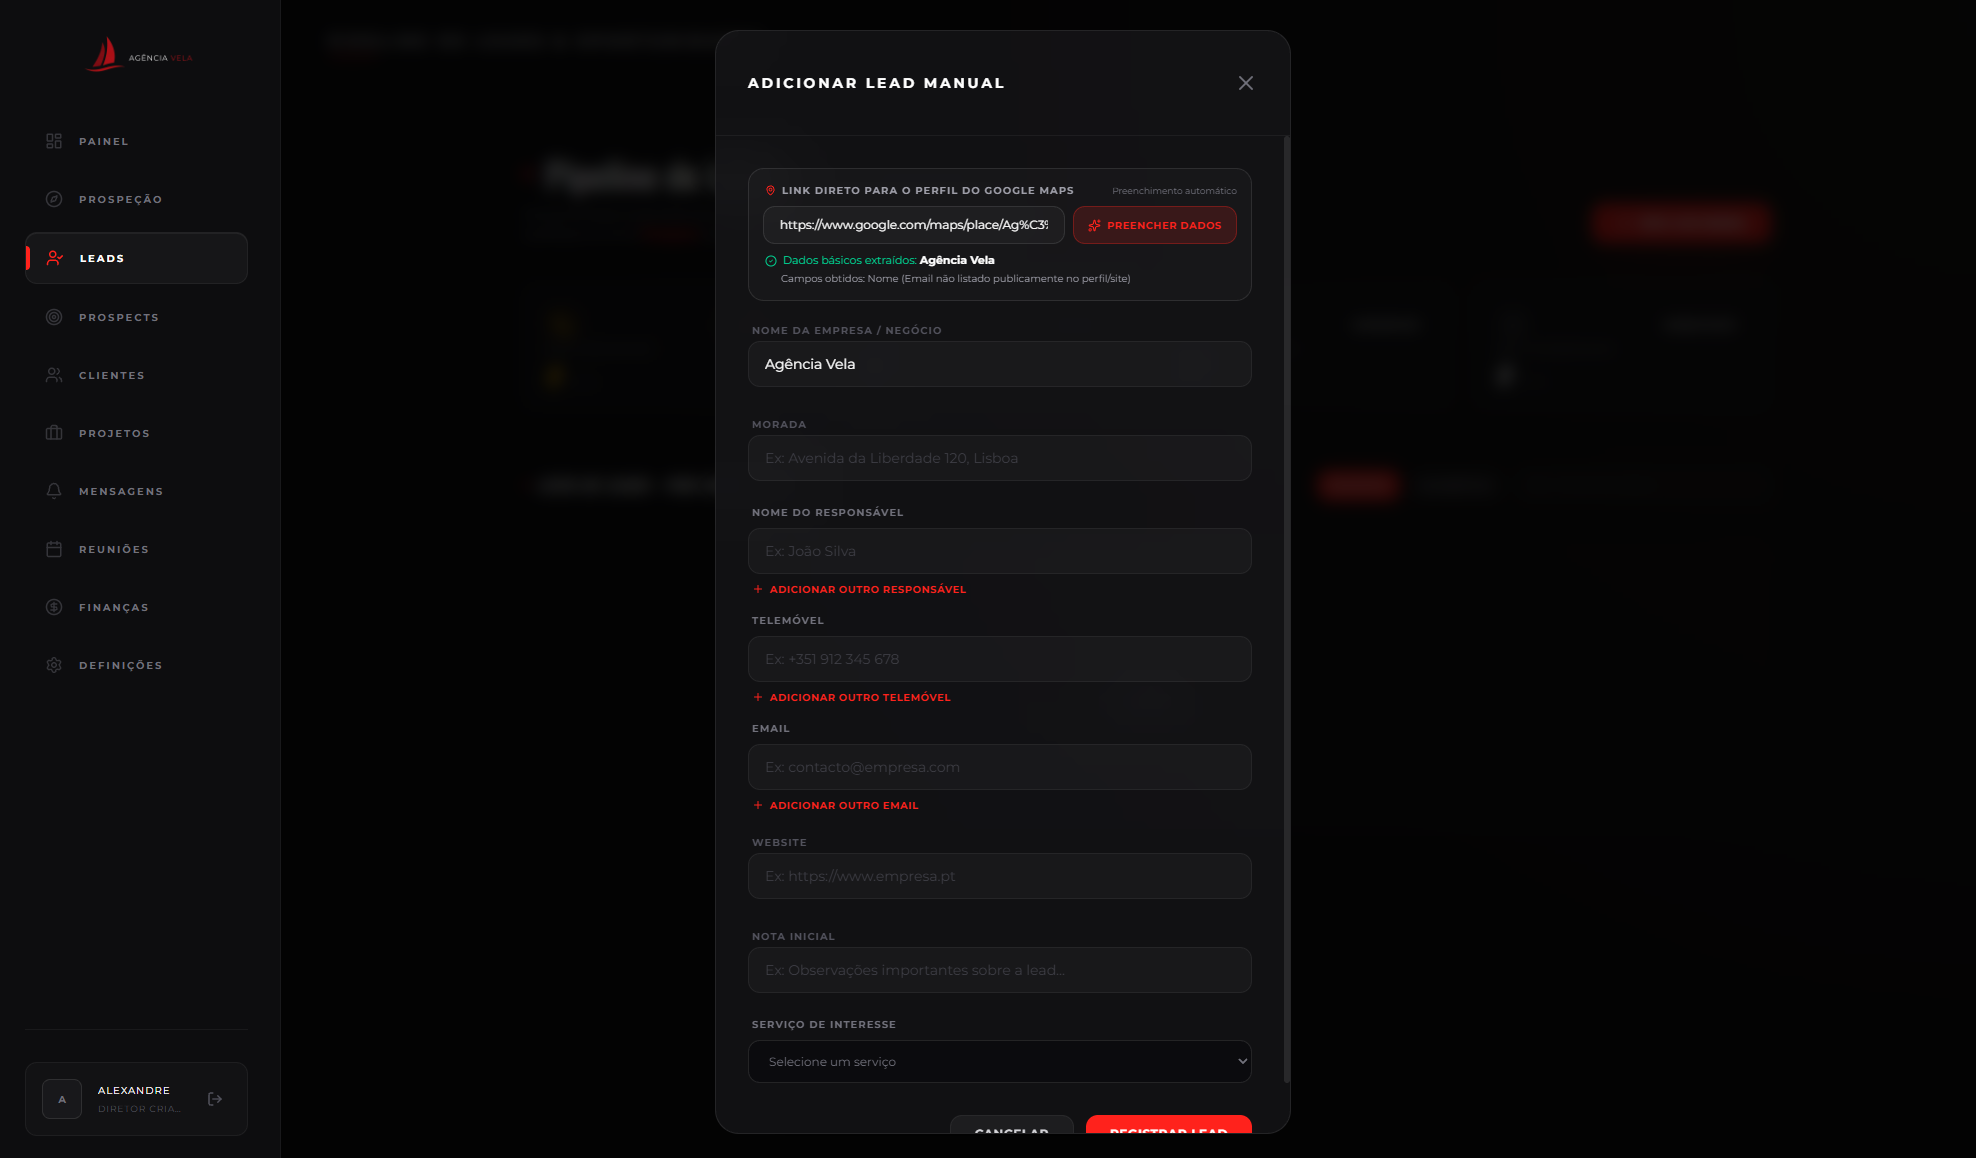 AGÊNCIA VELA
PAINEL
PROSPEÇÃO
LEADS
PROSPECTS
CLIENTES
PROJETOS
MENSAGENS
REUNIÕES
FINANÇAS
DEFINIÇÕES
A
ALEXANDRE
DIRETOR CRIA...
ADICIONAR LEAD MANUAL
LINK DIRETO PARA O PERFIL DO GOOGLE MAPS
Preenchimento automático
https://www.google.com/maps/place/Ag%C3%
PREENCHER DADOS
Dados básicos extraídos: Agência Vela
Campos obtidos: Nome (Email não listado publicamente no perfil/site)
NOME DA EMPRESA / NEGÓCIO
Agência Vela
MORADA
Ex: Avenida da Liberdade 120, Lisboa
NOME DO RESPONSÁVEL
Ex: João Silva
+ ADICIONAR OUTRO RESPONSÁVEL
TELEMÓVEL
Ex: +351 912 345 678
+ ADICIONAR OUTRO TELEMÓVEL
EMAIL
Ex: contacto@empresa.com
+ ADICIONAR OUTRO EMAIL
WEBSITE
Ex: https://www.empresa.pt
NOTA INICIAL
Ex: Observações importantes sobre a lead...
SERVIÇO DE INTERESSE
Selecione um serviço
CANCELAR
REGISTRAR LEAD